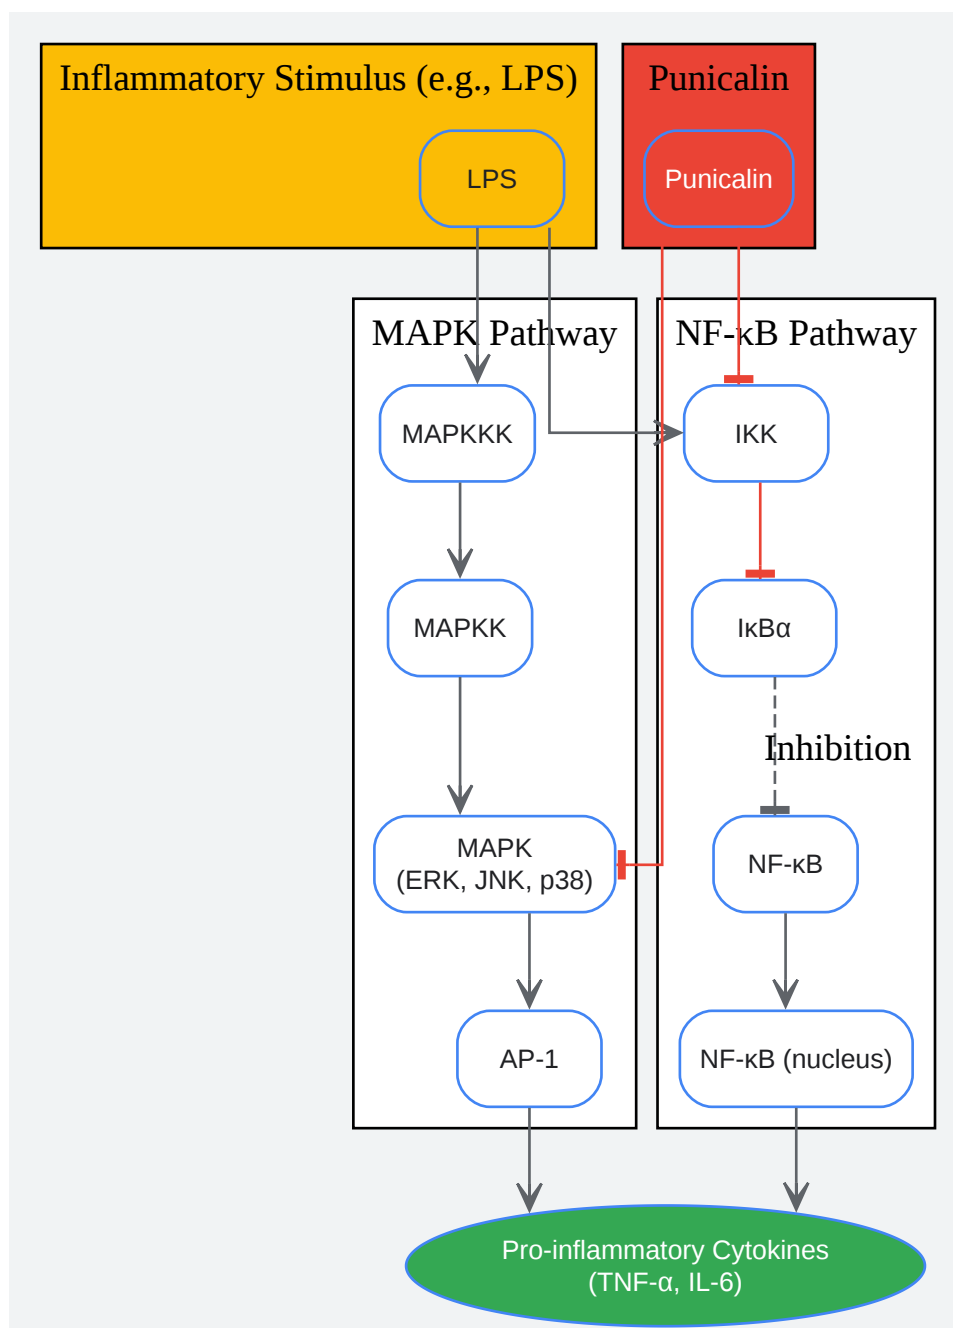 Inflammatory Stimulus (e.g., LPS)
Punicalin
LPS
Punicalin
MAPK Pathway
NF-κB Pathway
MAPKKK
IKK
MAPKK
IκBα
Inhibition
MAPK
(ERK, JNK, p38)
NF-κB
AP-1
NF-κB (nucleus)
Pro-inflammatory Cytokines
(TNF-α, IL-6)